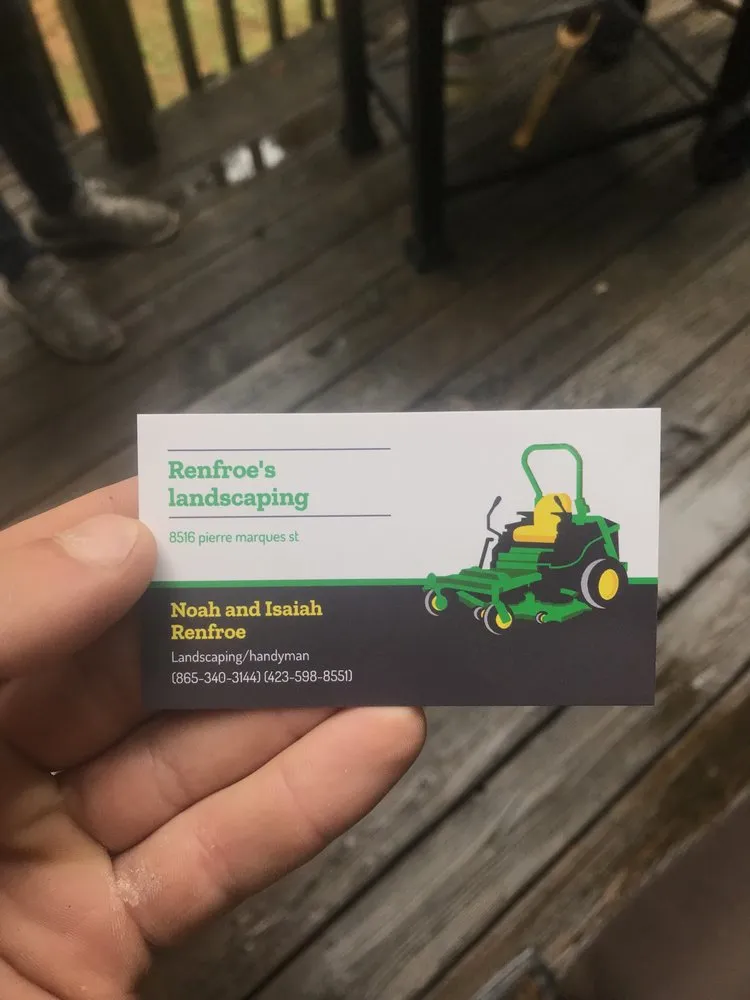 Renfroe's
landscaping
8516 pierre marques st
Noah and Isaiah
Renfroe
Landscaping/handyman
(865-340-3144) (423-598-8551)